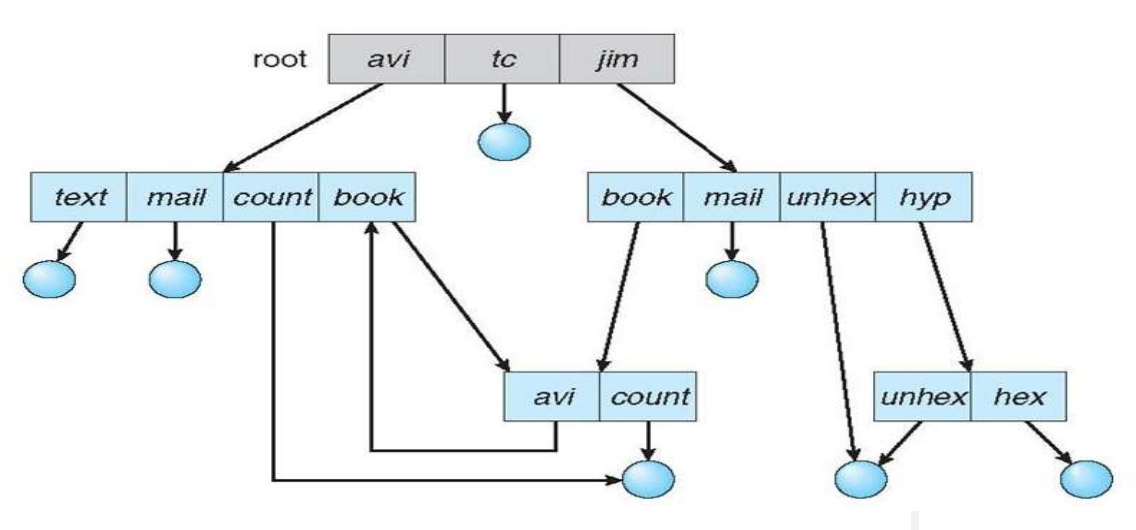 root avi tc jim
text mail count book book mail unhex hyp
avi count unhex hex